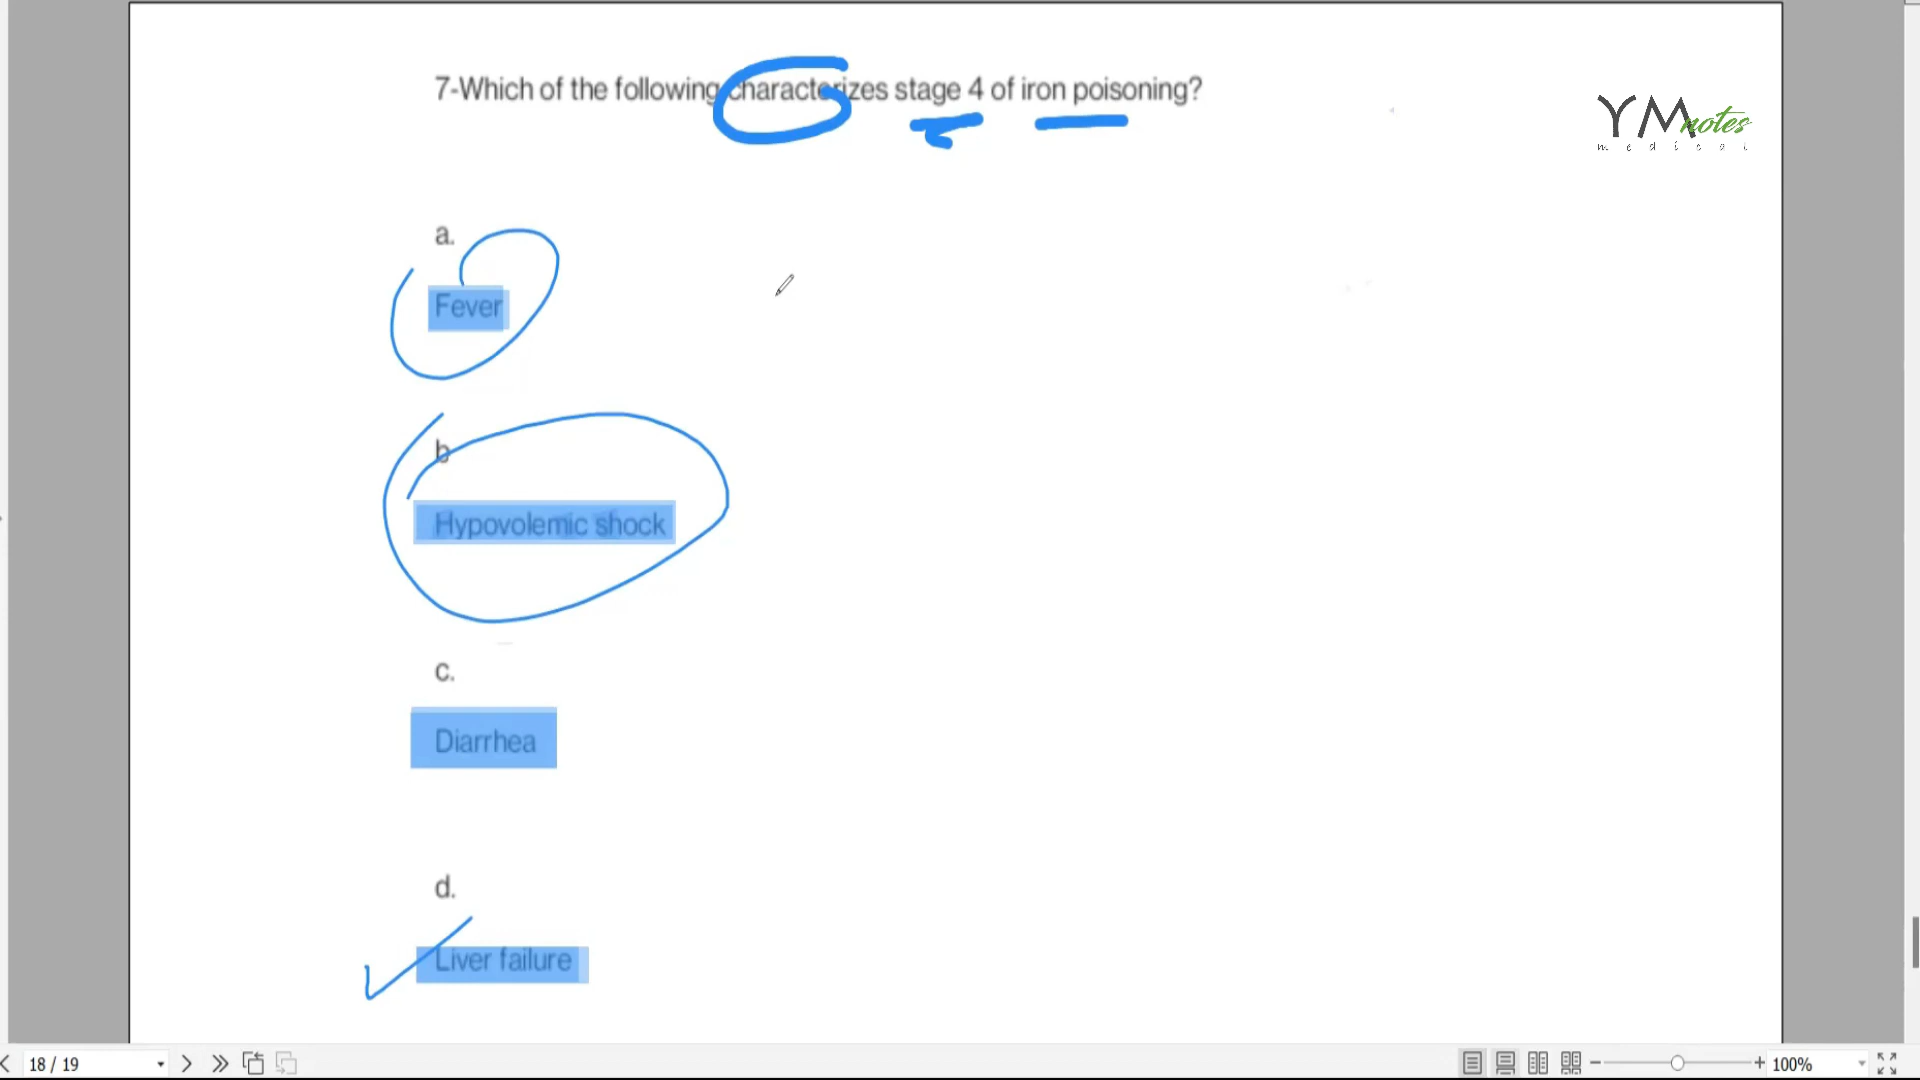 7-Which of the following characterizes stage 4 of iron poisoning?
YM notes
medical
a.
Fever
b
Hypovolemic shock
c.
Diarrhea
d.
Liver failure
18 / 19
100%